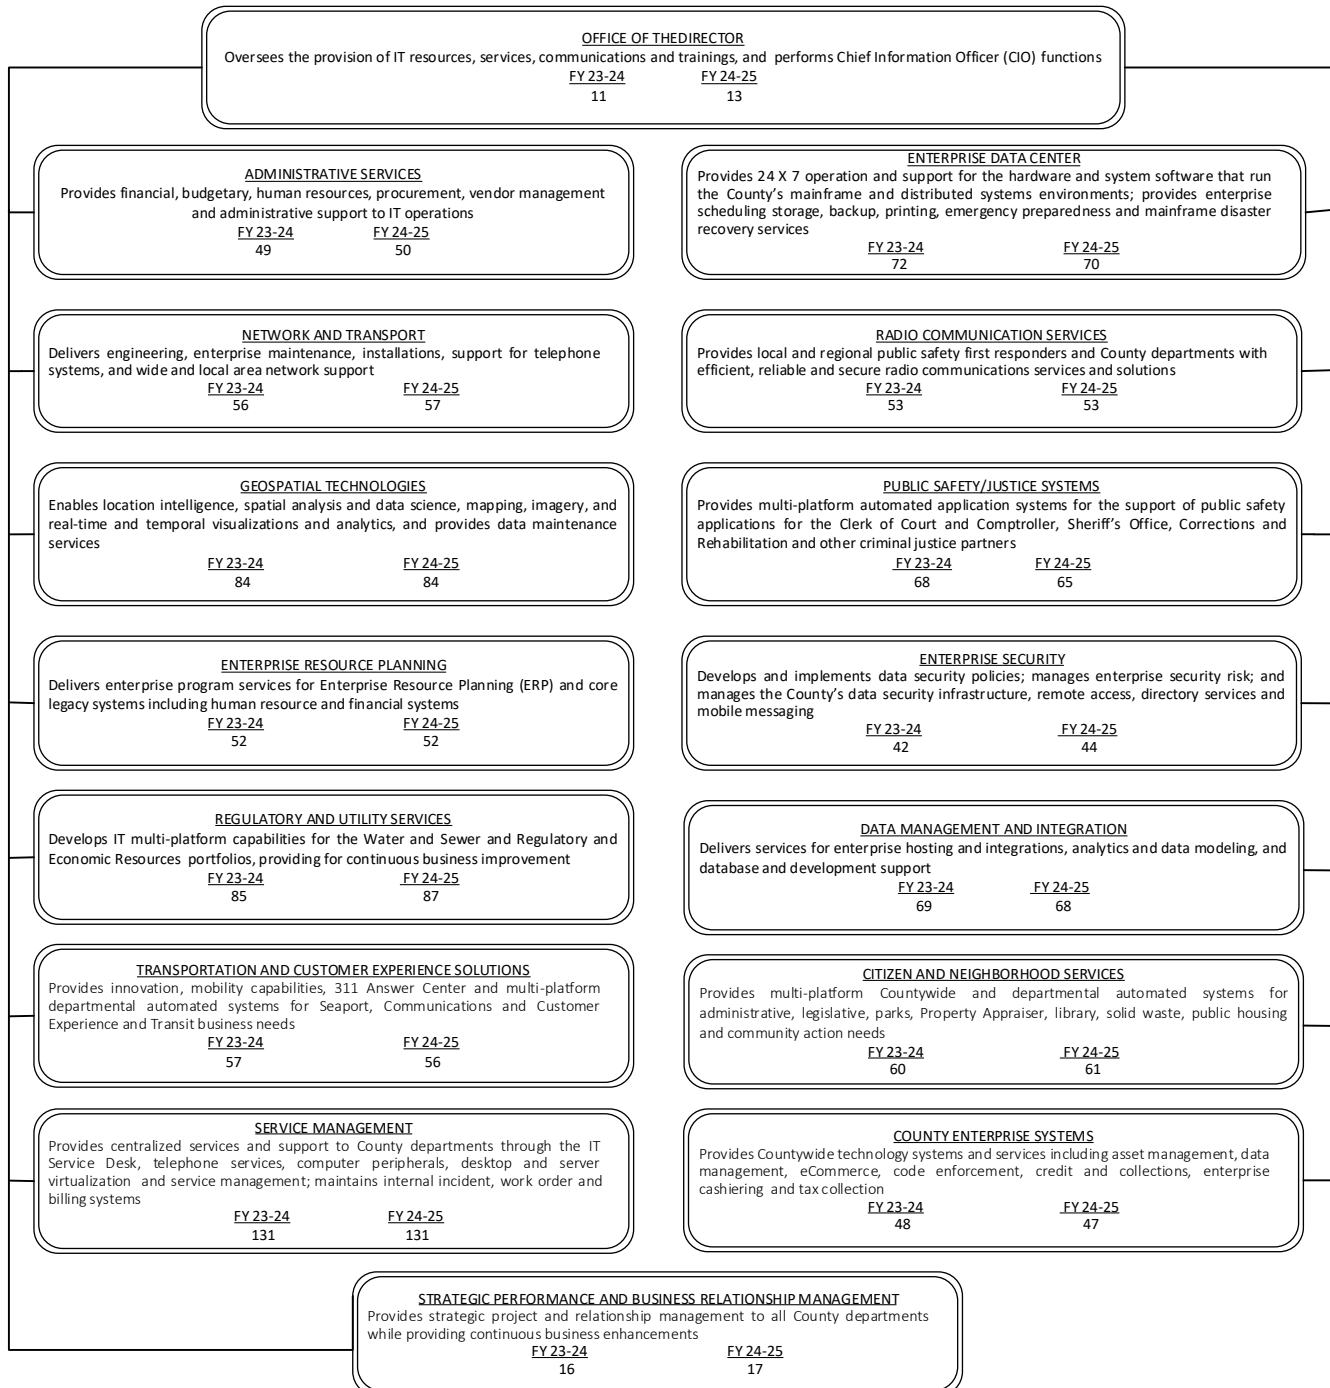 OFFICE OF THEDIRECTOR
Oversees the provision of IT resources, services, communications and trainings, and performs Chief Information Officer (CIO) functions
FY 23-24 FY 24-25
11 13
ADMINISTRATIVE SERVICES
Provides financial, budgetary, human resources, procurement, vendor management
and administrative support to IT operations
FY 23-24 FY 24-25
49 50
ENTERPRISE DATA CENTER
Provides 24 X 7 operation and support for the hardware and system software that run
the County’s mainframe and distributed systems environments; provides enterprise
scheduling storage, backup, printing, emergency preparedness and mainframe disaster
recovery services
FY 23-24 FY 24-25
72 70
NETWORK AND TRANSPORT
Delivers engineering, enterprise maintenance, installations, support for telephone
systems, and wide and local area network support
FY 23-24 FY 24-25
56 57
RADIO COMMUNICATION SERVICES
Provides local and regional public safety first responders and County departments with
efficient, reliable and secure radio communications services and solutions
FY 23-24 FY 24-25
53 53
GEOSPATIAL TECHNOLOGIES
Enables location intelligence, spatial analysis and data science, mapping, imagery, and
real-time and temporal visualizations and analytics, and provides data maintenance
services
FY 23-24 FY 24-25
84 84
PUBLIC SAFETY/JUSTICE SYSTEMS
Provides multi-platform automated application systems for the support of public safety
applications for the Clerk of Court and Comptroller, Sheriff’s Office, Corrections and
Rehabilitation and other criminal justice partners
FY 23-24 FY 24-25
68 65
ENTERPRISE RESOURCE PLANNING
Delivers enterprise program services for Enterprise Resource Planning (ERP) and core
legacy systems including human resource and financial systems
FY 23-24 FY 24-25
52 52
ENTERPRISE SECURITY
Develops and implements data security policies; manages enterprise security risk; and
manages the County’s data security infrastructure, remote access, directory services and
mobile messaging
FY 23-24 FY 24-25
42 44
REGULATORY AND UTILITY SERVICES
Develops IT multi-platform capabilities for the Water and Sewer and Regulatory and
Economic Resources portfolios, providing for continuous business improvement
FY 23-24 FY 24-25
85 87
DATA MANAGEMENT AND INTEGRATION
Delivers services for enterprise hosting and integrations, analytics and data modeling, and
database and development support
FY 23-24 FY 24-25
69 68
TRANSPORTATION AND CUSTOMER EXPERIENCE SOLUTIONS
Provides innovation, mobility capabilities, 311 Answer Center and multi-platform
departmental automated systems for Seaport, Communications and Customer
Experience and Transit business needs
FY 23-24 FY 24-25
57 56
CITIZEN AND NEIGHBORHOOD SERVICES
Provides multi-platform Countywide and departmental automated systems for
administrative, legislative, parks, Property Appraiser, library, solid waste, public housing
and community action needs
FY 23-24 FY 24-25
60 61
SERVICE MANAGEMENT
Provides centralized services and support to County departments through the IT
Service Desk, telephone services, computer peripherals, desktop and server
virtualization and service management; maintains internal incident, work order and
billing systems
FY 23-24 FY 24-25
131 131
COUNTY ENTERPRISE SYSTEMS
Provides Countywide technology systems and services including asset management, data
management, eCommerce, code enforcement, credit and collections, enterprise
cashiering and tax collection
FY 23-24 FY 24-25
48 47
STRATEGIC PERFORMANCE AND BUSINESS RELATIONSHIP MANAGEMENT
Provides strategic project and relationship management to all County departments
while providing continuous business enhancements
FY 23-24 FY 24-25
16 17